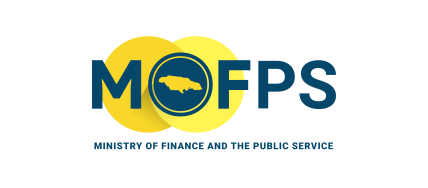 MOFPS
MINISTRY OF FINANCE AND THE PUBLIC SERVICE